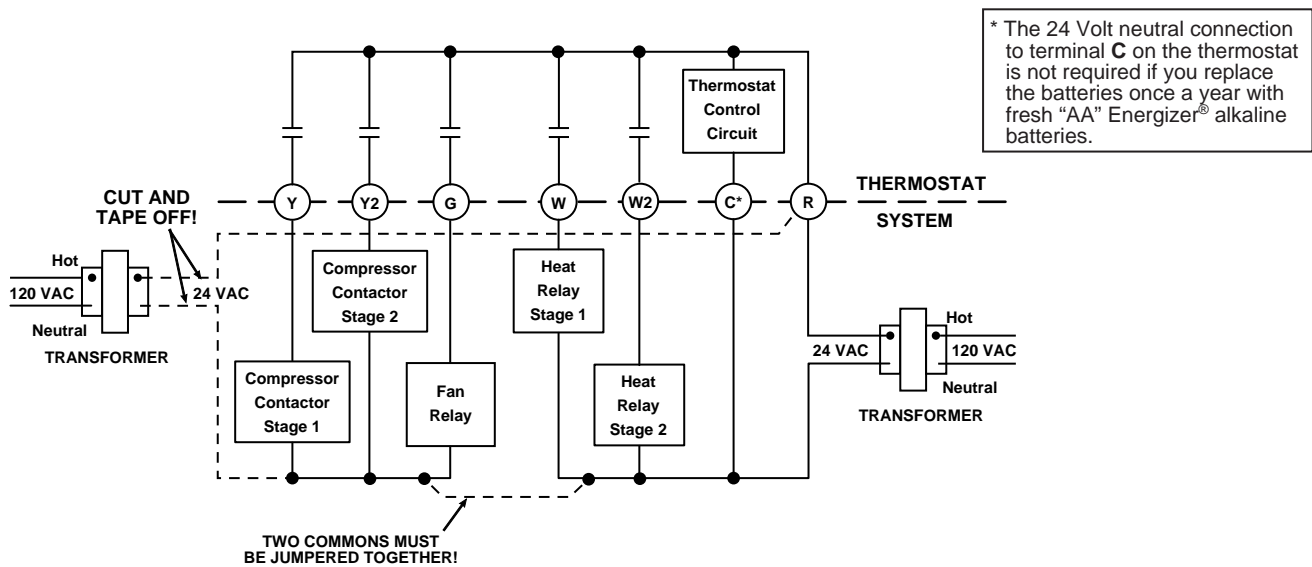 * The 24 Volt neutral connection
to terminal C on the thermostat
is not required if you replace
the batteries once a year with
fresh “AA” Energizer® alkaline
batteries.
Thermostat
Control
Circuit
CUT AND
TAPE OFF!
Y
Y2
G
W
W2
C*
R
THERMOSTAT
SYSTEM
Hot
120 VAC
24 VAC
Neutral
TRANSFORMER
Compressor
Contactor
Stage 2
Heat
Relay
Stage 1
Compressor
Contactor
Stage 1
Fan
Relay
Heat
Relay
Stage 2
Hot
24 VAC
120 VAC
Neutral
TRANSFORMER
TWO COMMONS MUST
BE JUMPERED TOGETHER!